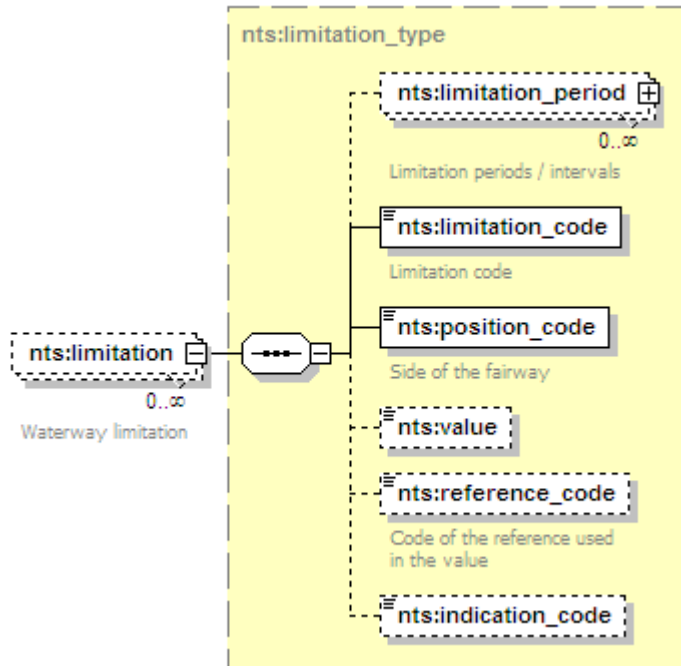 nts:limitation_type
nts:limitation_period
0..∞
Limitation periods / intervals
nts:limitation_code
Limitation code
nts:position_code
Side of the fairway
nts:limitation
0..∞
Waterway limitation
nts:value
nts:reference_code
Code of the reference used
in the value
nts:indication_code